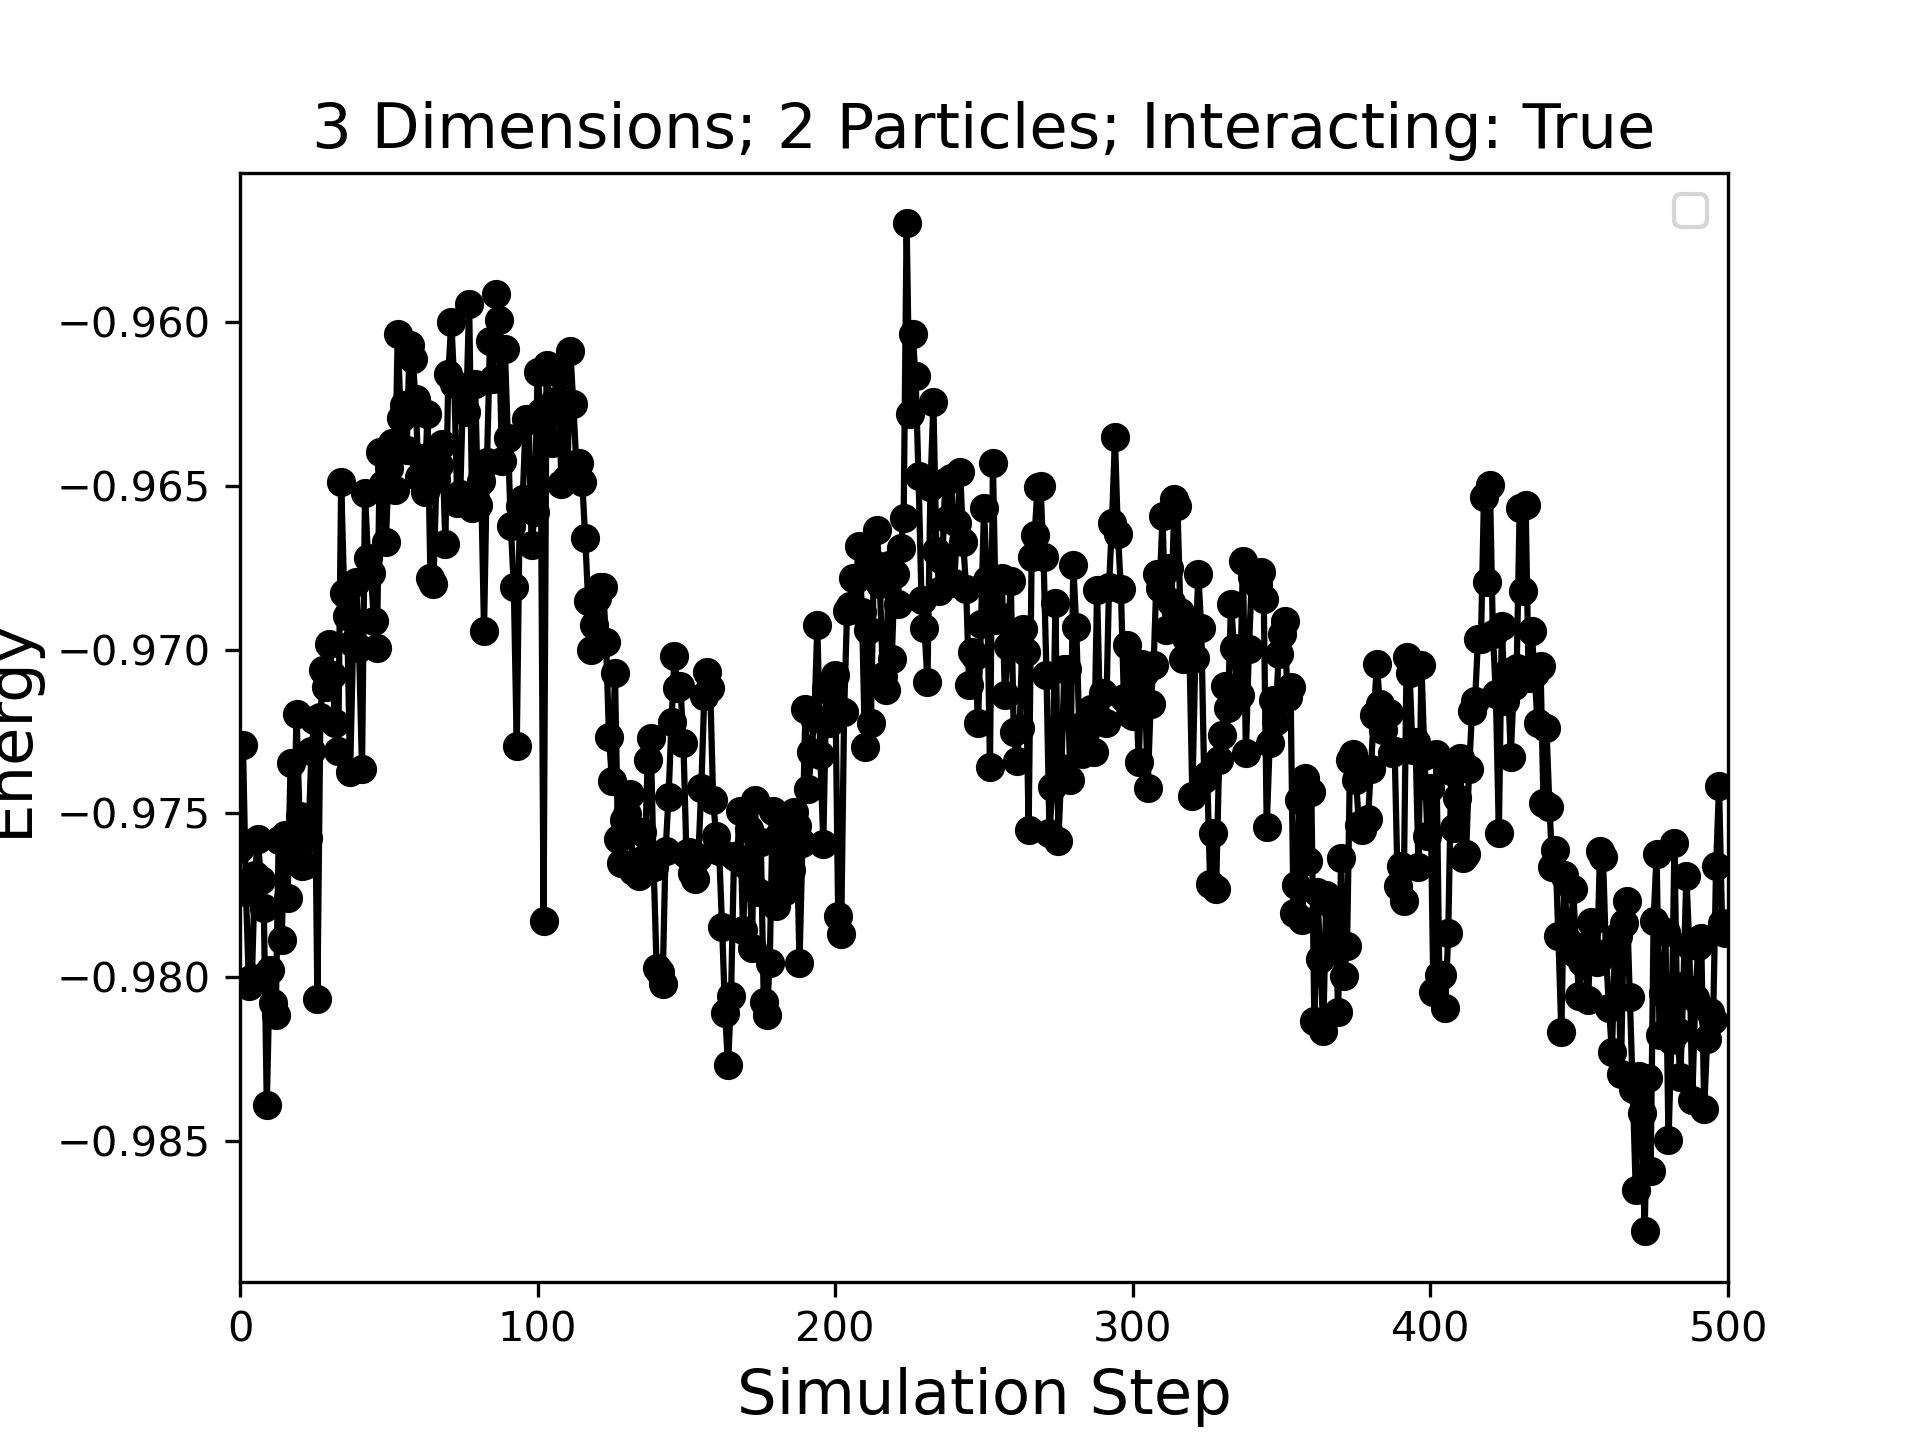 3 Dimensions; 2 Particles; Interacting: True
Energy
−0.960
−0.965
−0.970
−0.975
−0.980
−0.985
0 100 200 300 400 500
Simulation Step